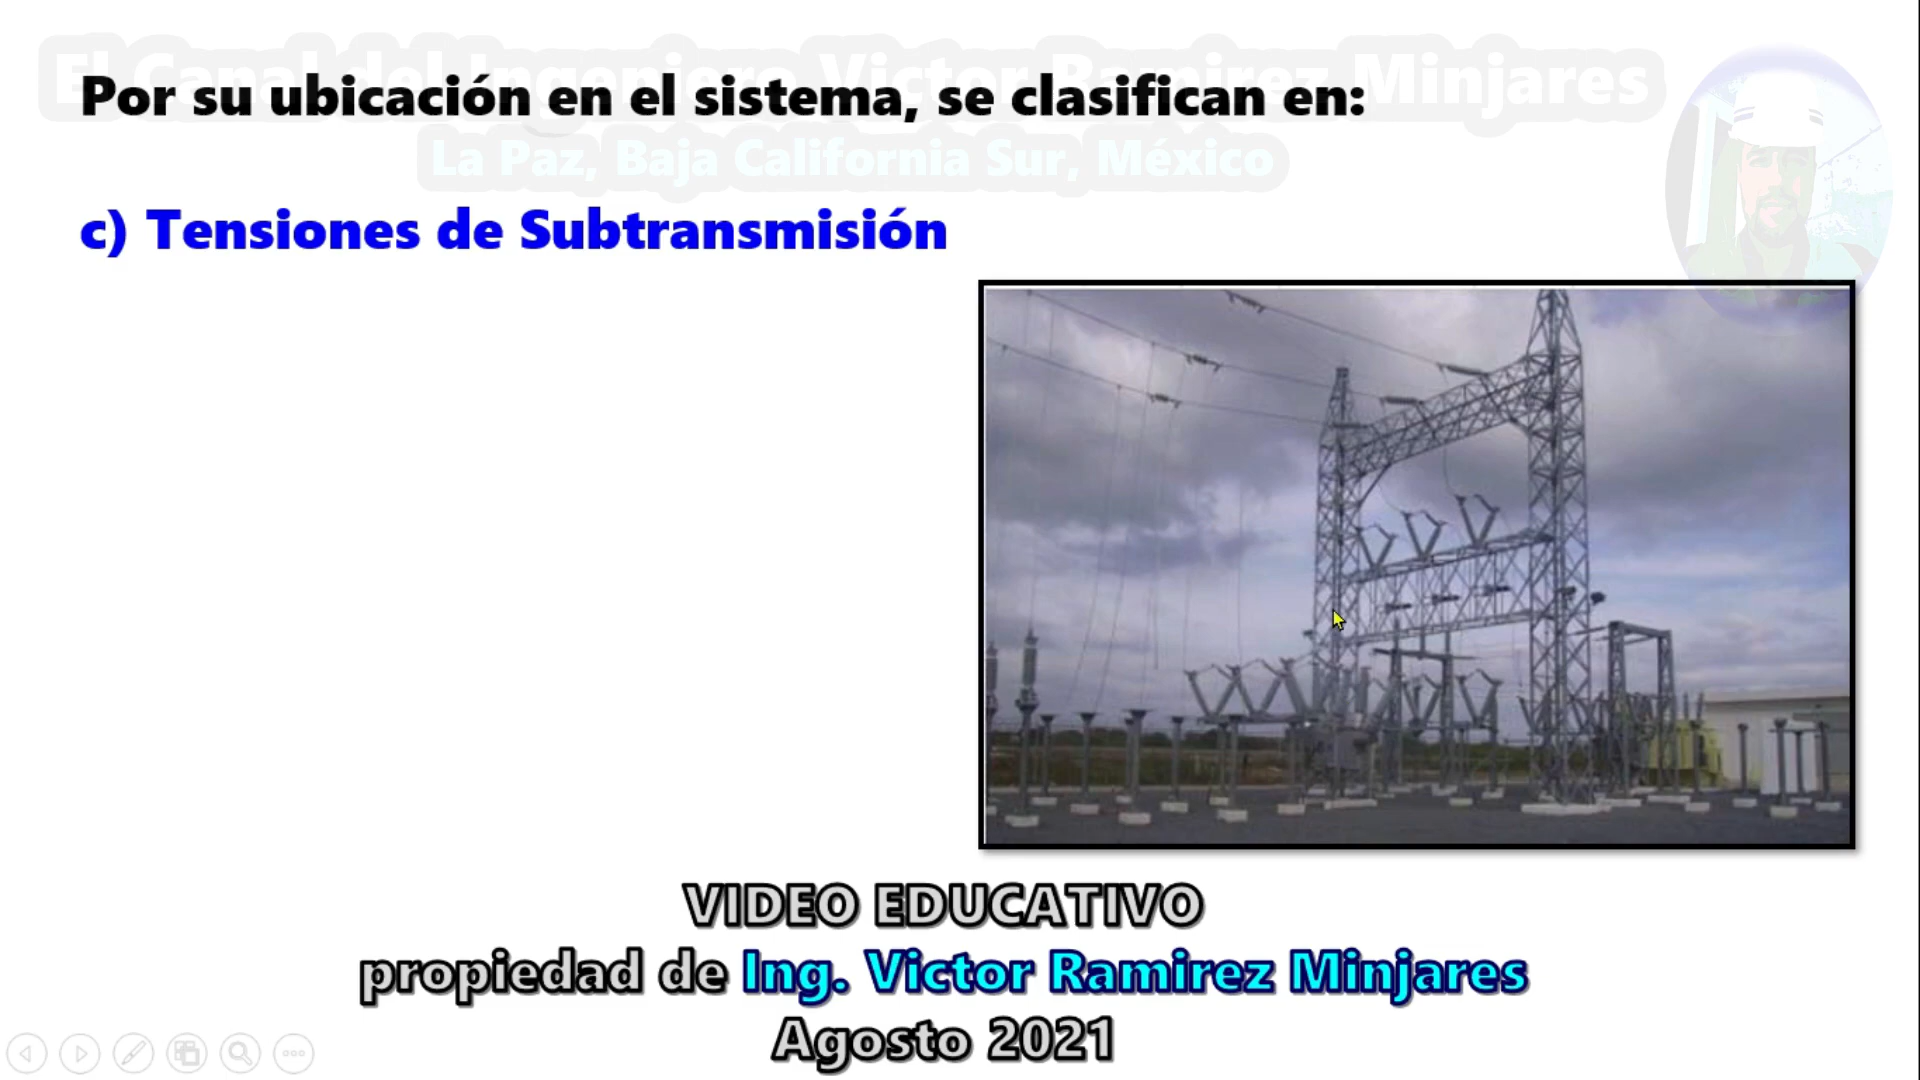 El Canal del Ingeniero Victor Ramirez Minjares
Por su ubicación en el sistema, se clasifican en:
La Paz, Baja California Sur, México
c) Tensiones de Subtransmisión
VIDEO EDUCATIVO
propiedad de Ing. Victor Ramirez Minjares
Agosto 2021